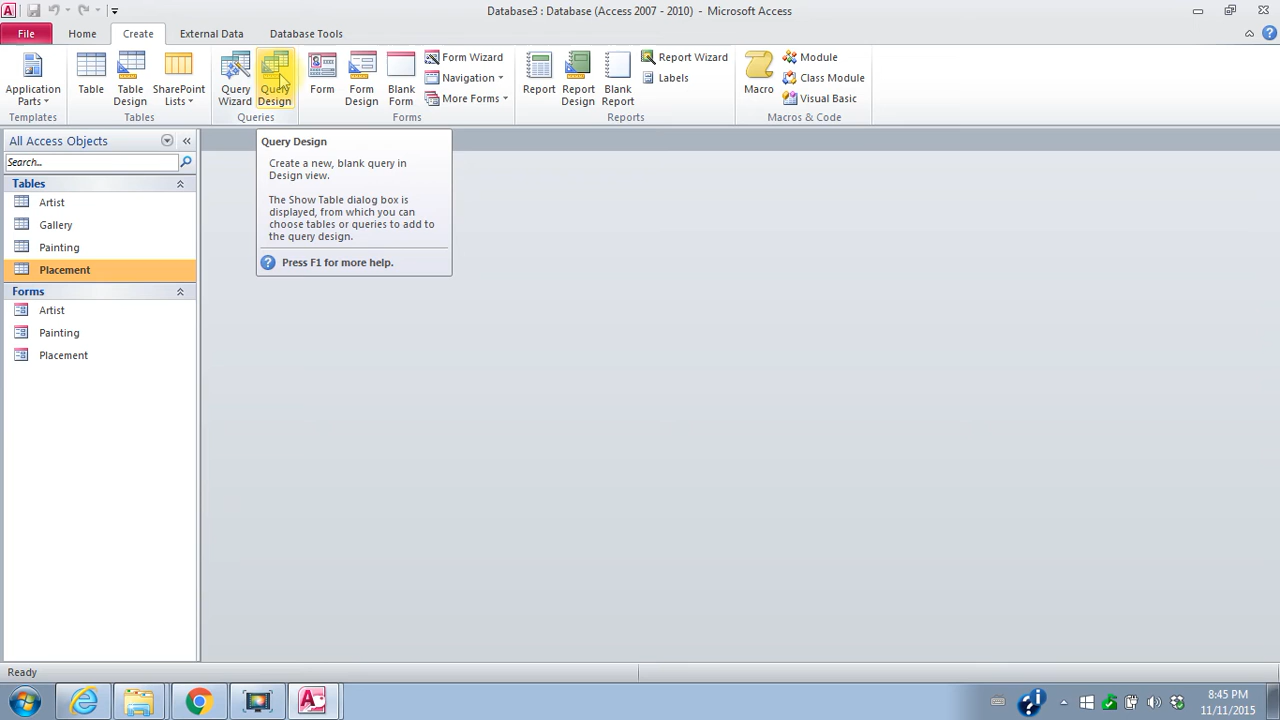 Database3 : Database (Access 2007 - 2010) - Microsoft Access
File Home Create External Data Database Tools
Application Parts
Table
Table Design
SharePoint Lists
Query Wizard
Query Design
Form
Form Design
Blank Form
Form Wizard
Navigation
More Forms
Report
Report Design
Blank Report
Report Wizard
Labels
Macro
Module
Class Module
Visual Basic
Templates Tables Queries Forms Reports Macros & Code
All Access Objects
Search...
Tables
Artist
Gallery
Painting
Placement
Forms
Artist
Painting
Placement
Query Design
Create a new, blank query in
Design view.
The Show Table dialog box is
displayed, from which you can
choose tables or queries to add to
the query design.
Press F1 for more help.
Ready
8:45 PM
11/11/2015